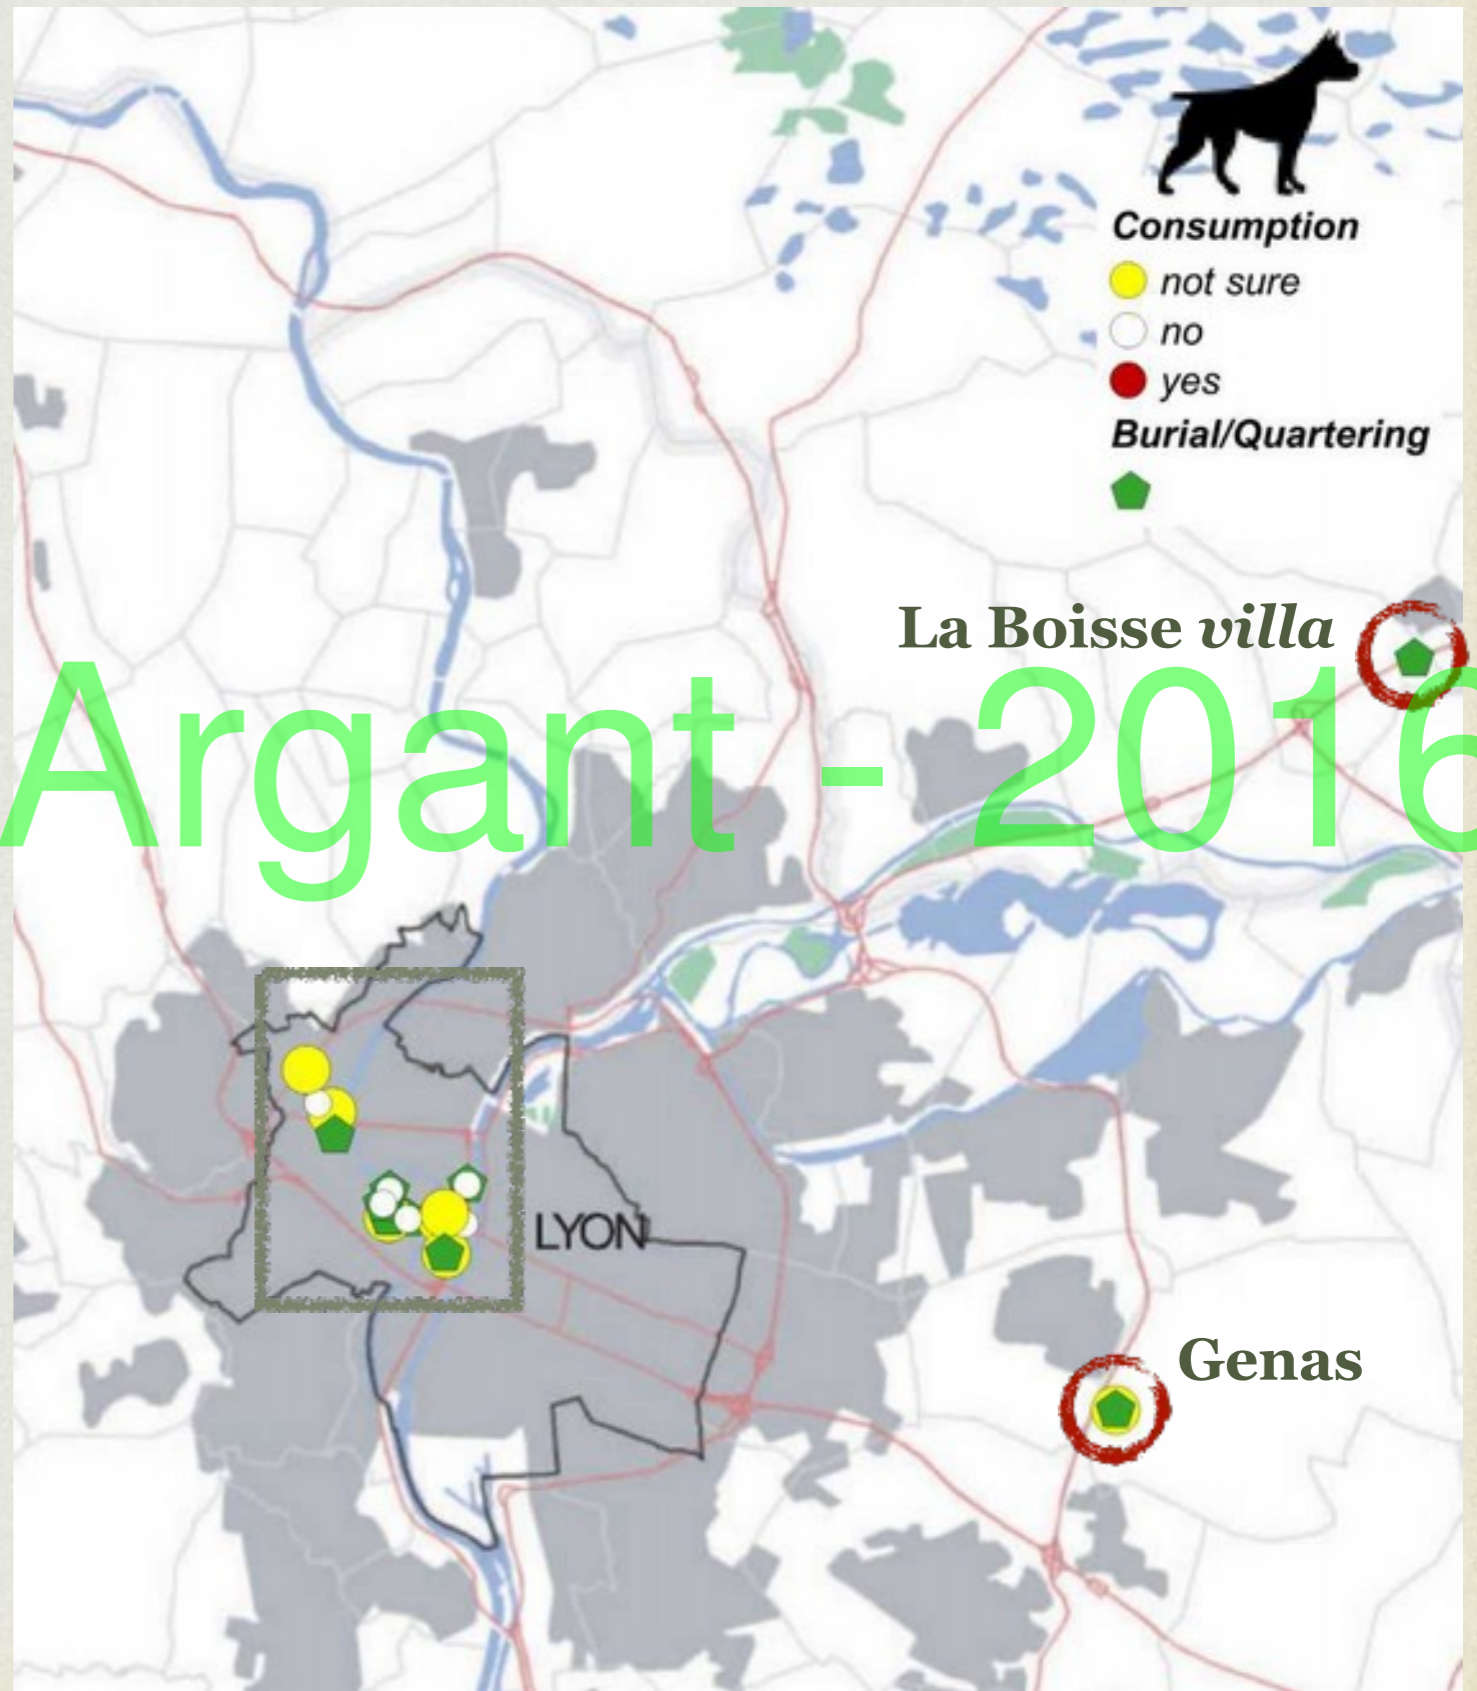 Consumption
not sure
no
yes
Burial/Quartering
La Boisse villa
Argant - 2016
LYON
Genas